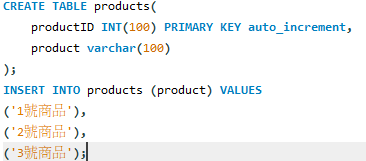 CREATE TABLE products(
productID INT(100) PRIMARY KEY auto_increment,
product varchar(100)
);
INSERT INTO products (product) VALUES
('1號商品'),
('2號商品'),
('3號商品');